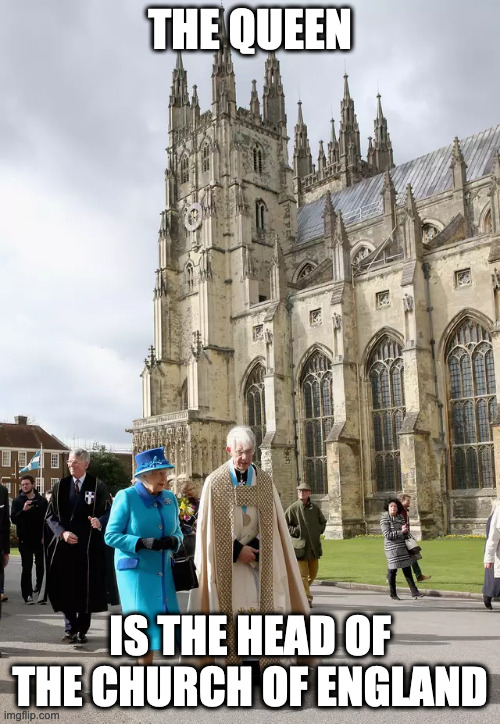 THE QUEEN
IS THE HEAD OF
THE CHURCH OF ENGLAND
imgflip.com